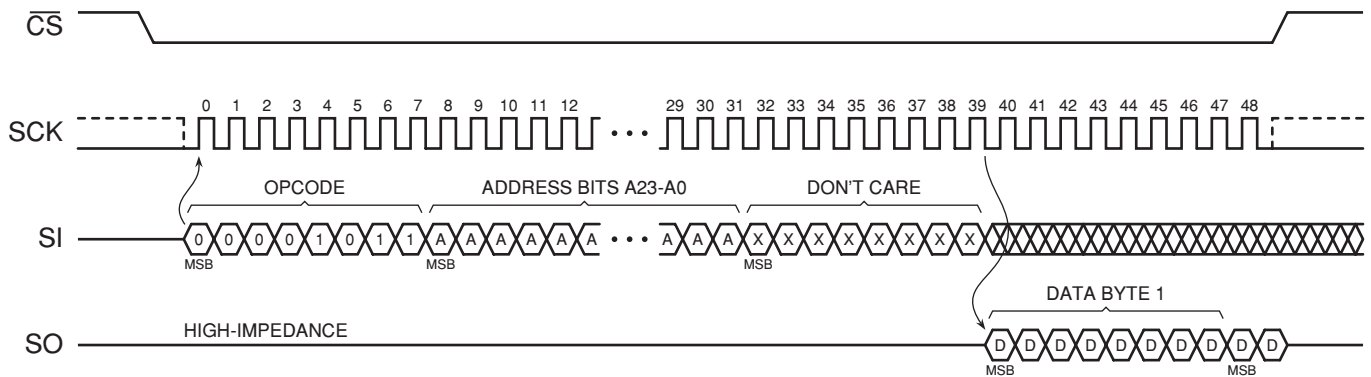 CS
0 1 2 3 4 5 6 7 8 9 10 11 12 29 30 31 32 33 34 35 36 37 38 39 40 41 42 43 44 45 46 47 48
SCK
OPCODE ADDRESS BITS A23-A0 DON'T CARE
SI 0 0 0 0 1 0 1 1 A A A A A A A A A X X X X X X X X
MSB MSB MSB
DATA BYTE 1
HIGH-IMPEDANCE
SO D D D D D D D D D D
MSB MSB